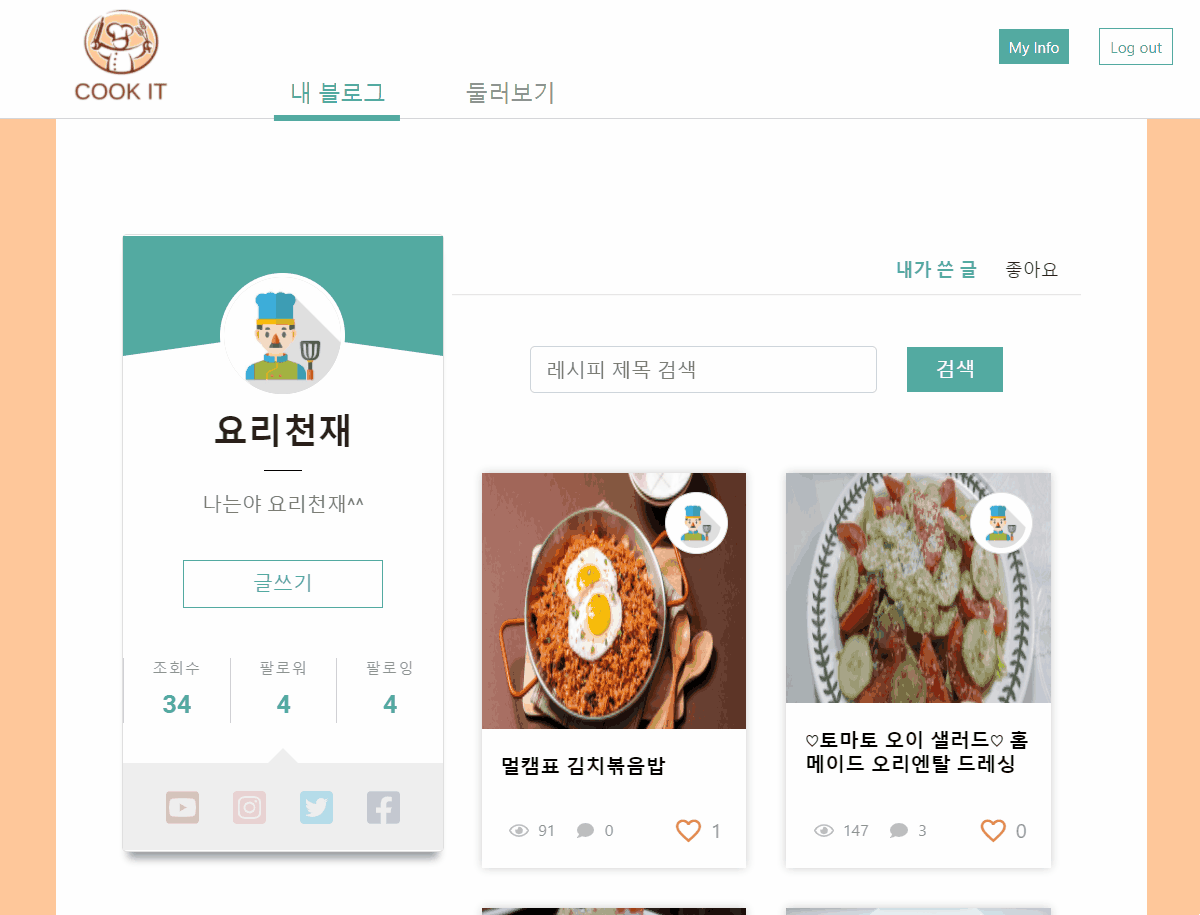 COOK IT
My Info
Log out
내 블로그
둘러보기
내가 쓴 글
좋아요
레시피 제목 검색
검색
요리천재
나는야 요리천재^^
글쓰기
조회수
팔로워
팔로잉
34
4
4
멀캠표 김치볶음밥
91
0
1
♡토마토 오이 샐러드♡ 홈
메이드 오리엔탈 드레싱
147
3
0